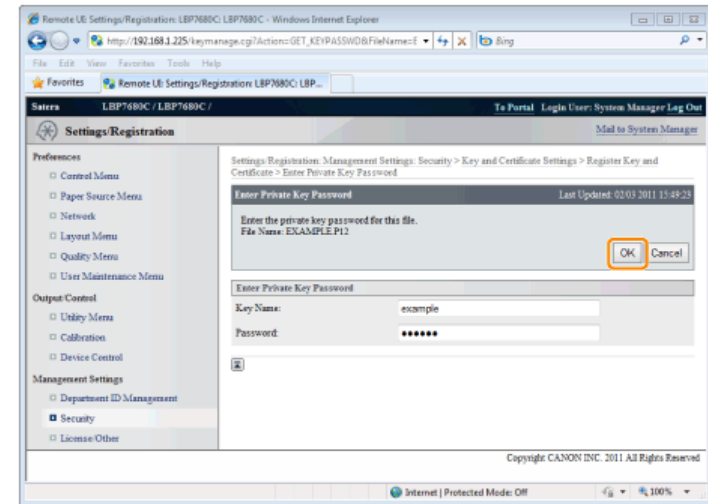 Remote UI: Settings/Registration: LBP7680C: LBP7680C - Windows Internet Explorer
http://192.168.1.225/keymanage.cgi?Action=GET_KEYPASSWD&FileName=E
Bing
File Edit View Favorites Tools Help
Favorites Remote UI: Settings/Registration: LBP7680C: LBP...
Satera LBP7680C / LBP7680C / To Portal Login User: System Manager Log Out
Settings/Registration Mail to System Manager
Preferences
Control Menu
Paper Source Menu
Network
Layout Menu
Quality Menu
User Maintenance Menu
Output/Control
Utility Menu
Calibration
Device Control
Management Settings
Department ID Management
Security
License/Other
Settings/Registration: Management Settings: Security > Key and Certificate Settings > Register Key and
Certificate > Enter Private Key Password
Enter Private Key Password Last Updated: 02/03 2011 15:49:23
Enter the private key password for this file.
File Name: EXAMPLE.P12
OK Cancel
Enter Private Key Password
Key Name: example
Password: ●●●●●●
Copyright CANON INC. 2011 All Rights Reserved
Internet | Protected Mode: Off 100%